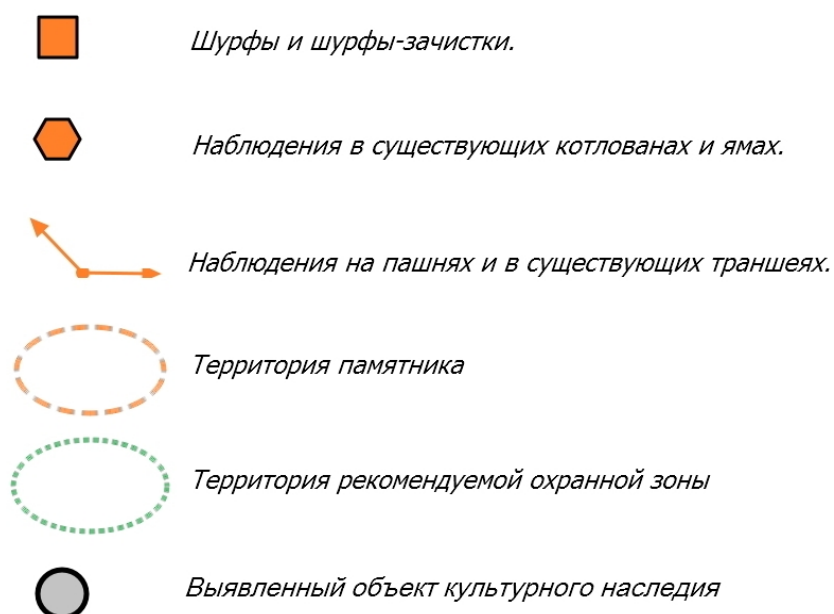 Шурфы и шурфы-зачистки.
Наблюдения в существующих котлованах и ямах.
Наблюдения на пашнях и в существующих траншеях.
Территория памятника
Территория рекомендуемой охранной зоны
Выявленный объект культурного наследия